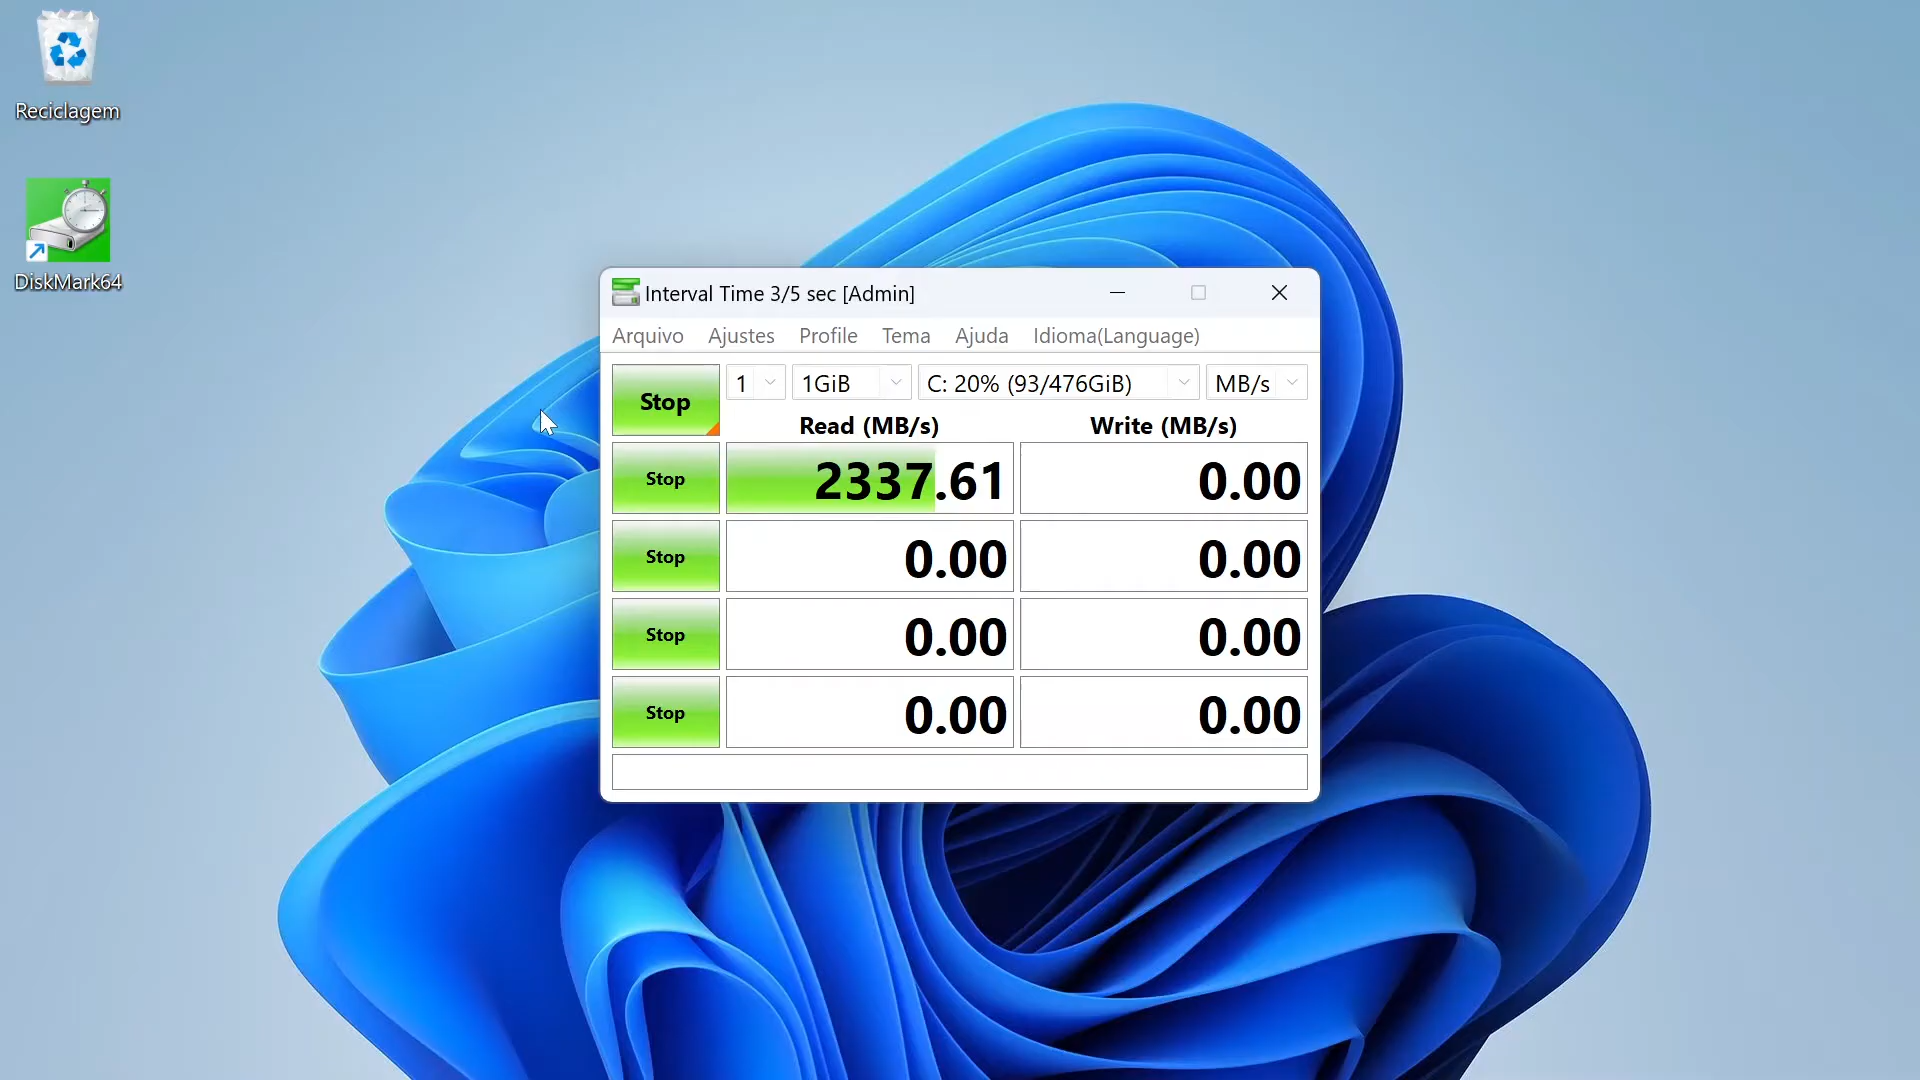 Reciclagem
DiskMark64
Interval Time 3/5 sec [Admin]
Arquivo Ajustes Profile Tema Ajuda Idioma(Language)
Stop 1 1GiB C: 20% (93/476GiB) MB/s
Read (MB/s) Write (MB/s)
Stop 2337.61 0.00
Stop 0.00 0.00
Stop 0.00 0.00
Stop 0.00 0.00